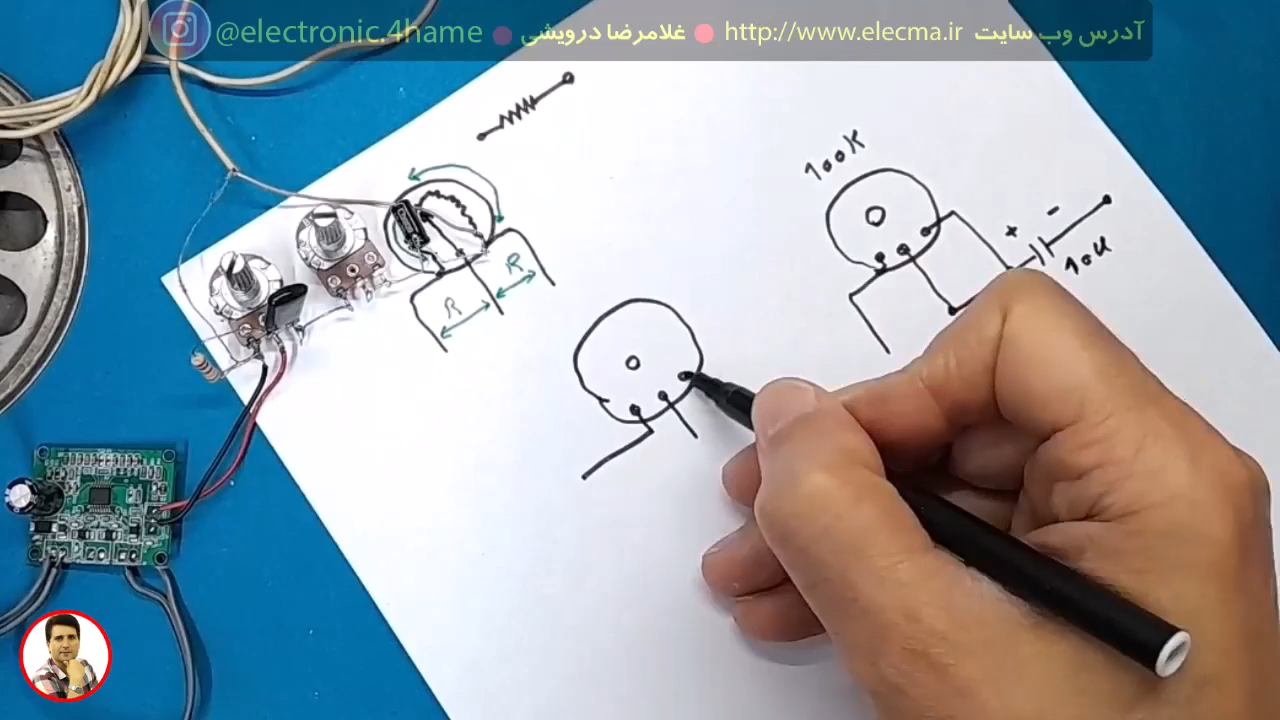 @electronic.4hame ● غلامرضا درویشی ● http://www.elecma.ir آدرس وب سایت
100K
+ -
10u
R
R